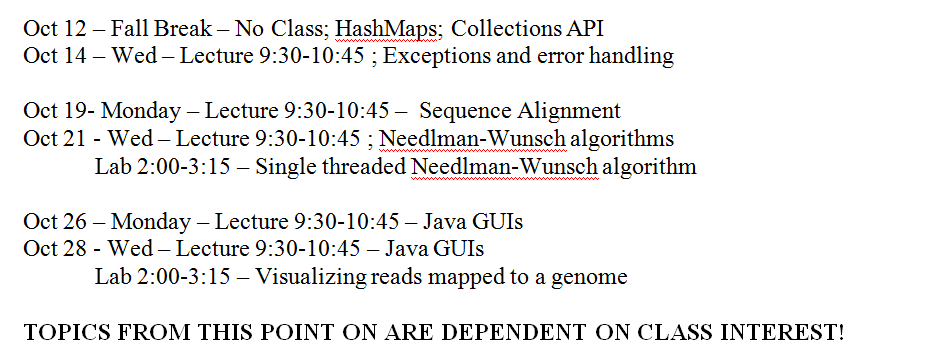 Oct 12 – Fall Break – No Class; HashMaps; Collections API
Oct 14 – Wed – Lecture 9:30-10:45 ; Exceptions and error handling
Oct 19- Monday – Lecture 9:30-10:45 – Sequence Alignment
Oct 21 - Wed – Lecture 9:30-10:45 ; Needlman-Wunsch algorithms
Lab 2:00-3:15 – Single threaded Needlman-Wunsch algorithm
Oct 26 – Monday – Lecture 9:30-10:45 – Java GUIs
Oct 28 - Wed – Lecture 9:30-10:45 – Java GUIs
Lab 2:00-3:15 – Visualizing reads mapped to a genome
TOPICS FROM THIS POINT ON ARE DEPENDENT ON CLASS INTEREST!